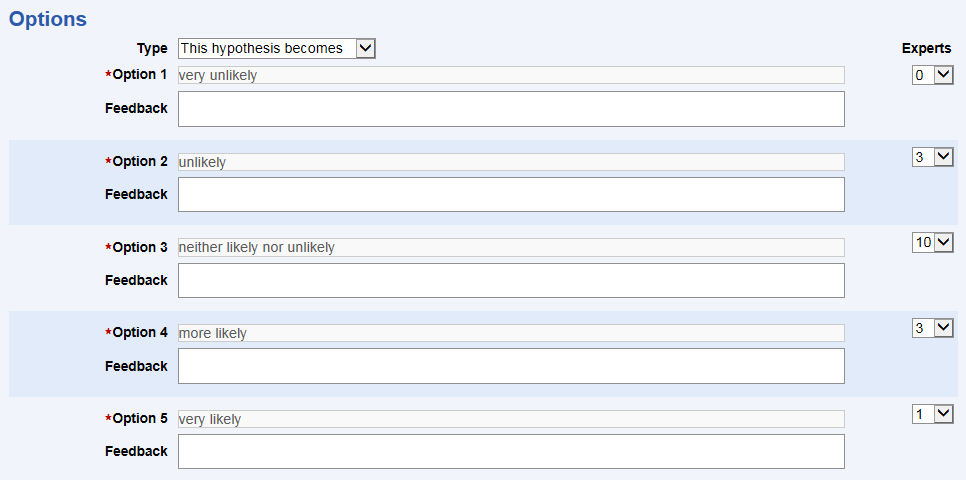 Options
Type This hypothesis becomes Experts
*Option 1 very unlikely 0
Feedback
*Option 2 unlikely 3
Feedback
*Option 3 neither likely nor unlikely 10
Feedback
*Option 4 more likely 3
Feedback
*Option 5 very likely 1
Feedback